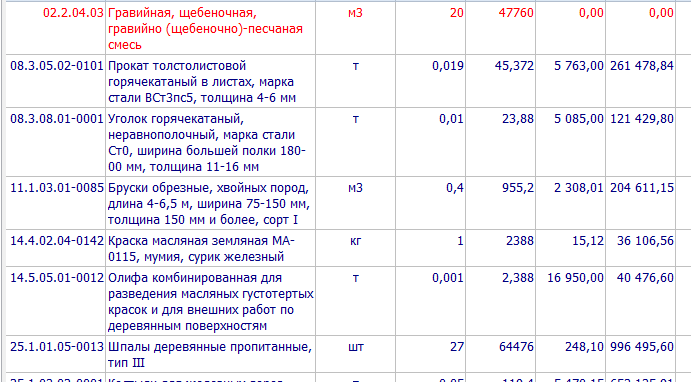 02.2.04.03 Гравийная, щебеночная, м3 20 47760 0,00 0,00
гравийно (щебеночно)-песчаная
смесь
08.3.05.02-0101 Прокат толстолистовой т 0,019 45,372 5 763,00 261 478,84
горячекатаный в листах, марка
стали ВСт3пс5, толщина 4-6 мм
08.3.08.01-0001 Уголок горячекатаный, т 0,01 23,88 5 085,00 121 429,80
неравнополочный, марка стали
Ст0, ширина большей полки 180-
00 мм, толщина 11-16 мм
11.1.03.01-0085 Бруски обрезные, хвойных пород, м3 0,4 955,2 2 308,01 204 611,15
длина 4-6,5 м, ширина 75-150 мм,
толщина 150 мм и более, сорт I
14.4.02.04-0142 Краска масляная земляная МА- кг 1 2388 15,12 36 106,56
0115, мумия, сурик железный
14.5.05.01-0012 Олифа комбинированная для т 0,001 2,388 16 950,00 40 476,60
разведения масляных густотертых
красок и для внешних работ по
деревянным поверхностям
25.1.01.05-0013 Шпалы деревянные пропитанные, шт 27 64476 248,10 996 495,60
тип III